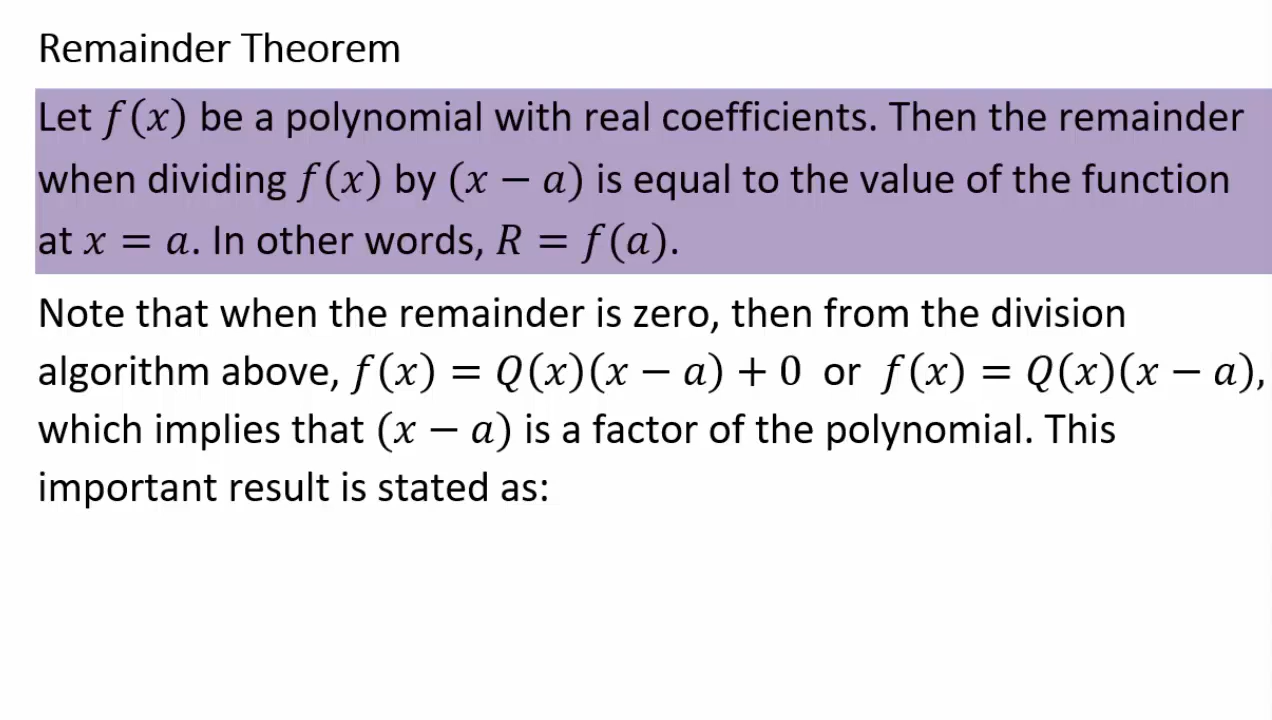 Remainder Theorem
Let f(x) be a polynomial with real coefficients. Then the remainder
when dividing f(x) by (x − a) is equal to the value of the function
at x = a. In other words, R = f(a).
Note that when the remainder is zero, then from the division
algorithm above, f(x) = Q(x)(x − a) + 0 or f(x) = Q(x)(x − a),
which implies that (x − a) is a factor of the polynomial. This
important result is stated as: